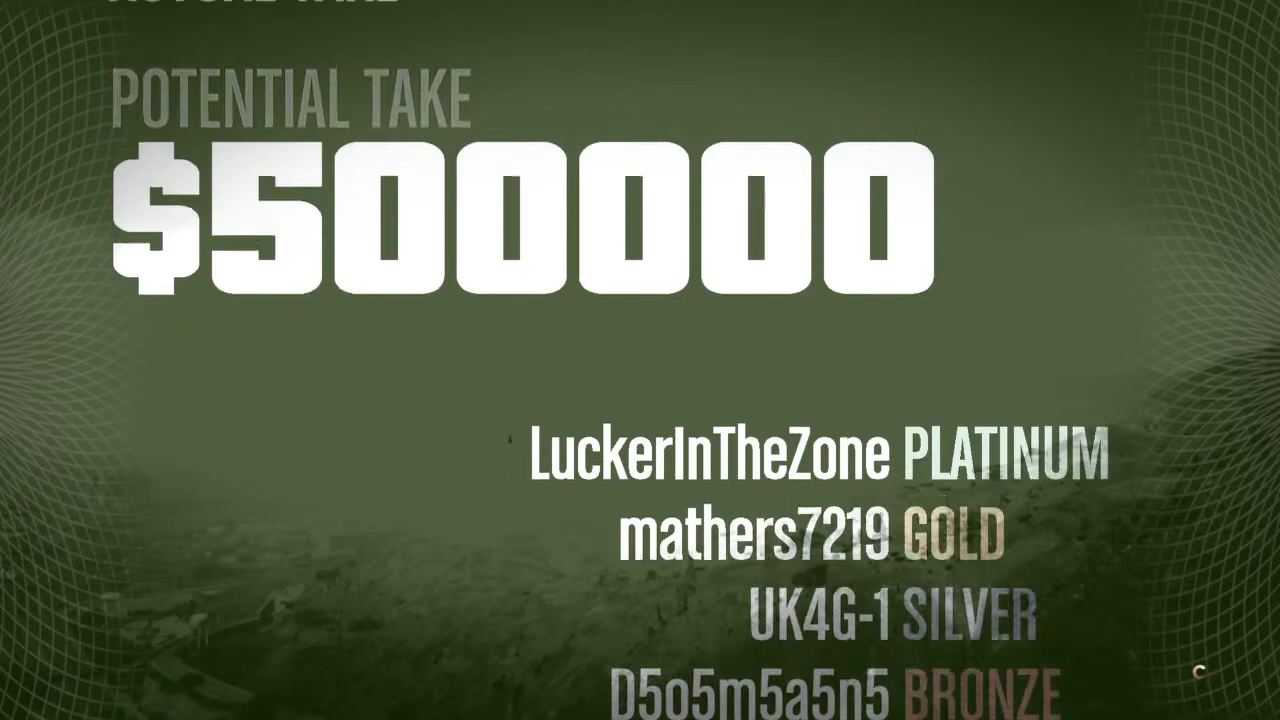 POTENTIAL TAKE
$500000
LuckerInTheZone PLATINUM
mathers7219 GOLD
UK4G-1 SILVER
D5o5m5a5n5 BRONZE